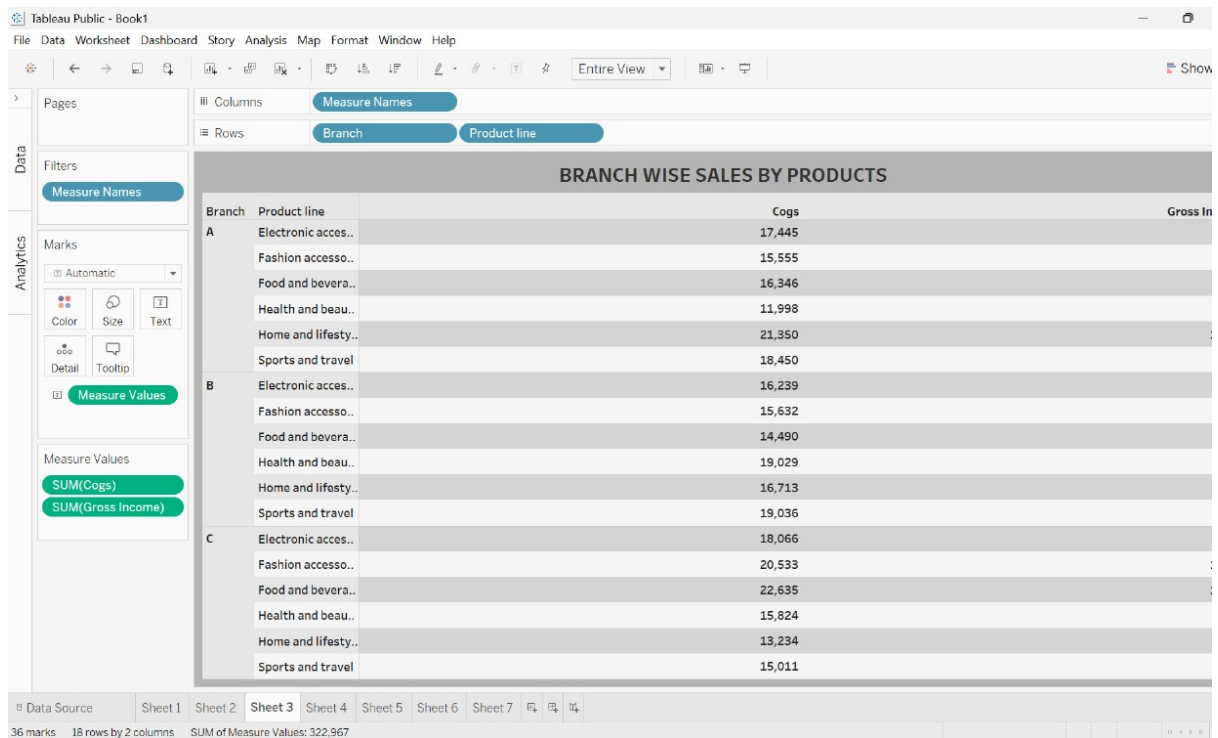 Tableau Public - Book1
File Data Worksheet Dashboard Story Analysis Map Format Window Help
Entire View
Show
Pages
Columns Measure Names
Rows Branch Product line
Data
Filters
Measure Names
Analytics
Marks
Automatic
Color Size Text
Detail Tooltip
Measure Values
Measure Values
SUM(Cogs)
SUM(Gross Income)
BRANCH WISE SALES BY PRODUCTS
Branch Product line Cogs Gross In
A Electronic acces.. 17,445
Fashion accesso.. 15,555
Food and bevera.. 16,346
Health and beau.. 11,998
Home and lifesty.. 21,350
Sports and travel 18,450
B Electronic acces.. 16,239
Fashion accesso.. 15,632
Food and bevera.. 14,490
Health and beau.. 19,029
Home and lifesty.. 16,713
Sports and travel 19,036
C Electronic acces.. 18,066
Fashion accesso.. 20,533
Food and bevera.. 22,635
Health and beau.. 15,824
Home and lifesty.. 13,234
Sports and travel 15,011
Data Source Sheet 1 Sheet 2 Sheet 3 Sheet 4 Sheet 5 Sheet 6 Sheet 7
36 marks 18 rows by 2 columns SUM of Measure Values: 322,967